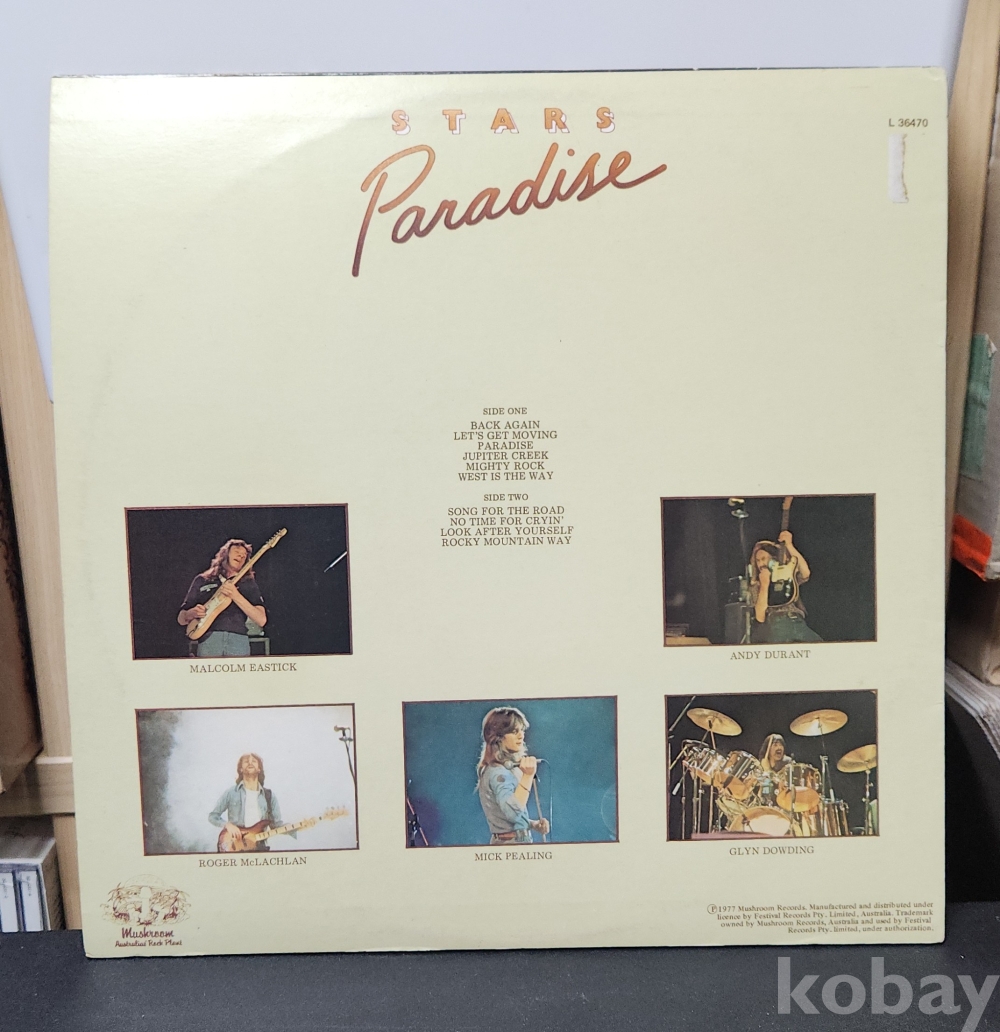 STARS
Paradise
L 36470
SIDE ONE
BACK AGAIN
LET'S GET MOVING
PARADISE
JUPITER CREEK
MIGHTY ROCK
WEST IS THE WAY
SIDE TWO
SONG FOR THE ROAD
NO TIME FOR CRYIN'
LOOK AFTER YOURSELF
ROCKY MOUNTAIN WAY
MALCOLM EASTICK
ANDY DURANT
ROGER McLACHLAN
MICK PEALING
GLYN DOWDING
Mushroom
Australias' Rock Plant
Ⓟ1977 Mushroom Records. Manufactured and distributed under
licence by Festival Records Pty. Limited, Australia. Trademark
owned by Mushroom Records, Australia and used by Festival
Records Pty. limited, under authorization.
kobay